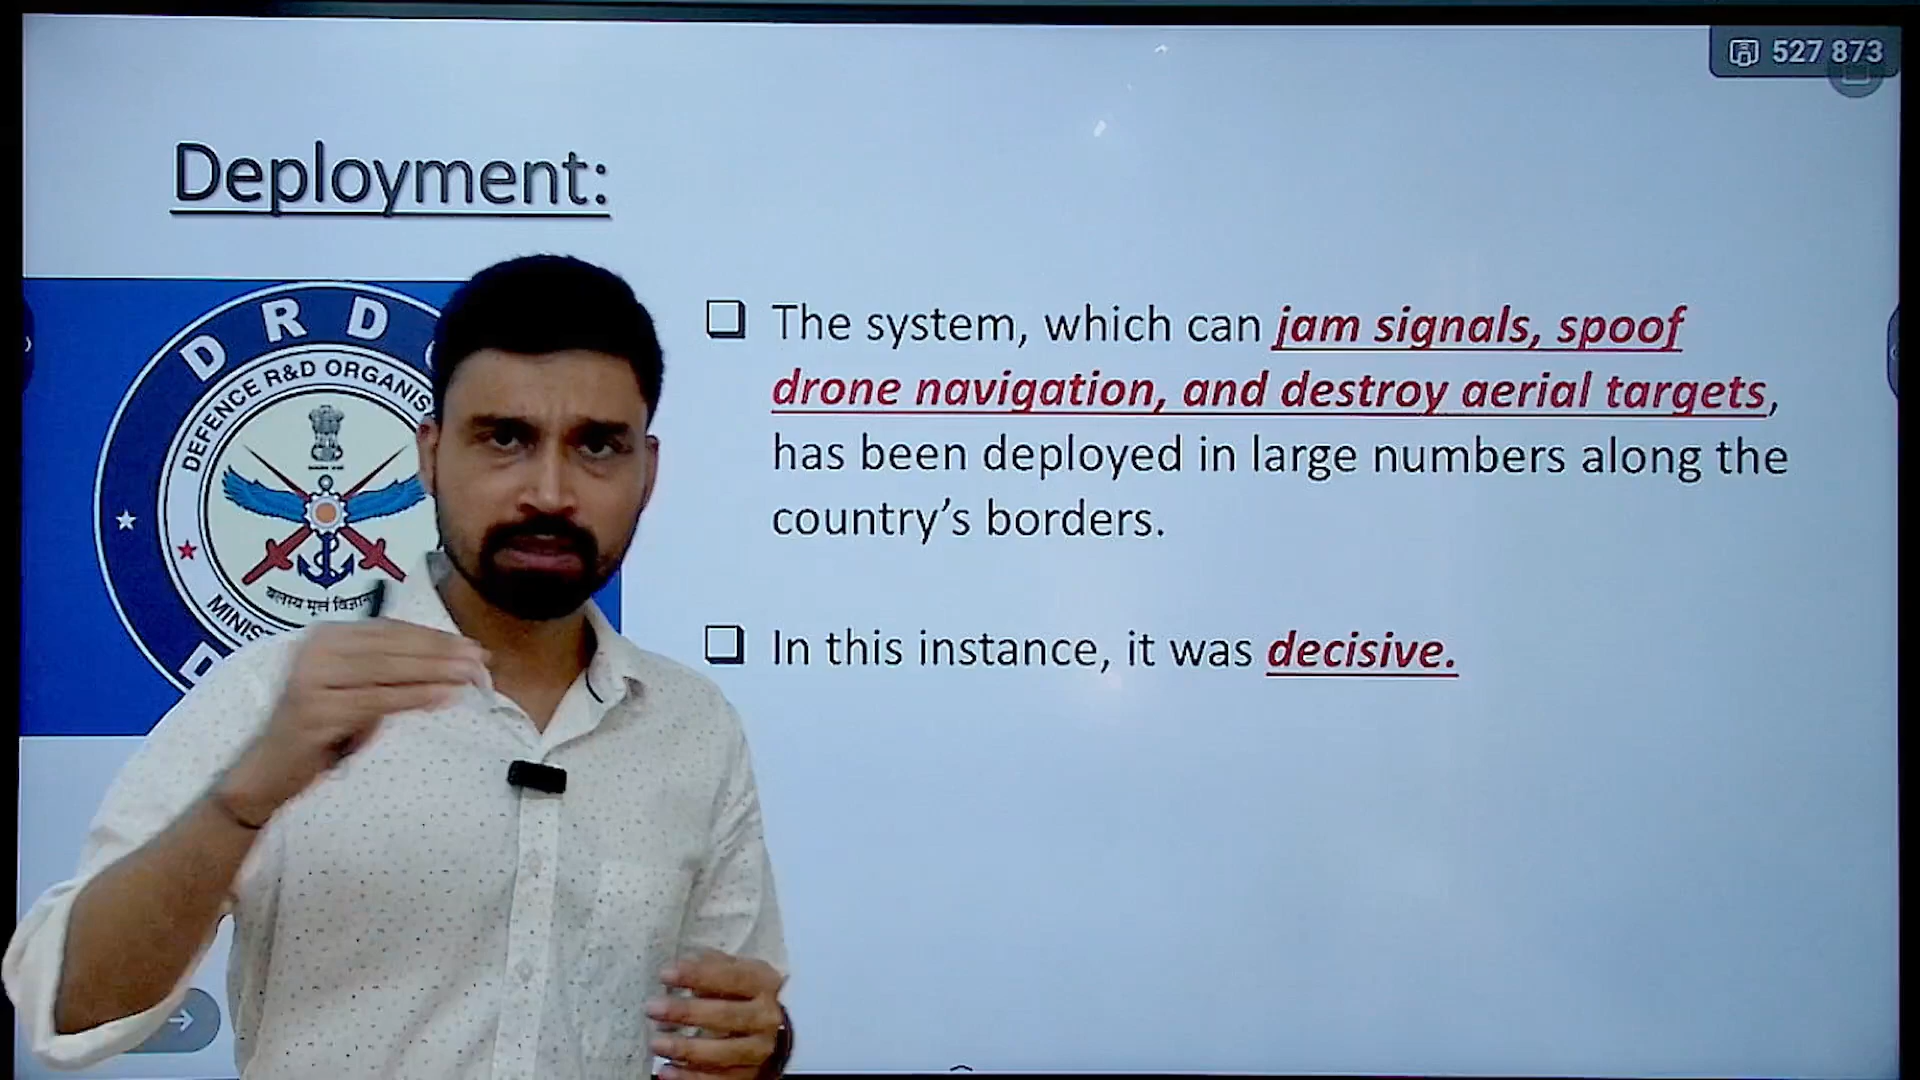 527 873
Deployment:
D R D
DEFENCE R&D ORGANIS
बलस्य मूलं विज्ञान
MINIS
The system, which can jam signals, spoof
drone navigation, and destroy aerial targets,
has been deployed in large numbers along the
country’s borders.
In this instance, it was decisive.